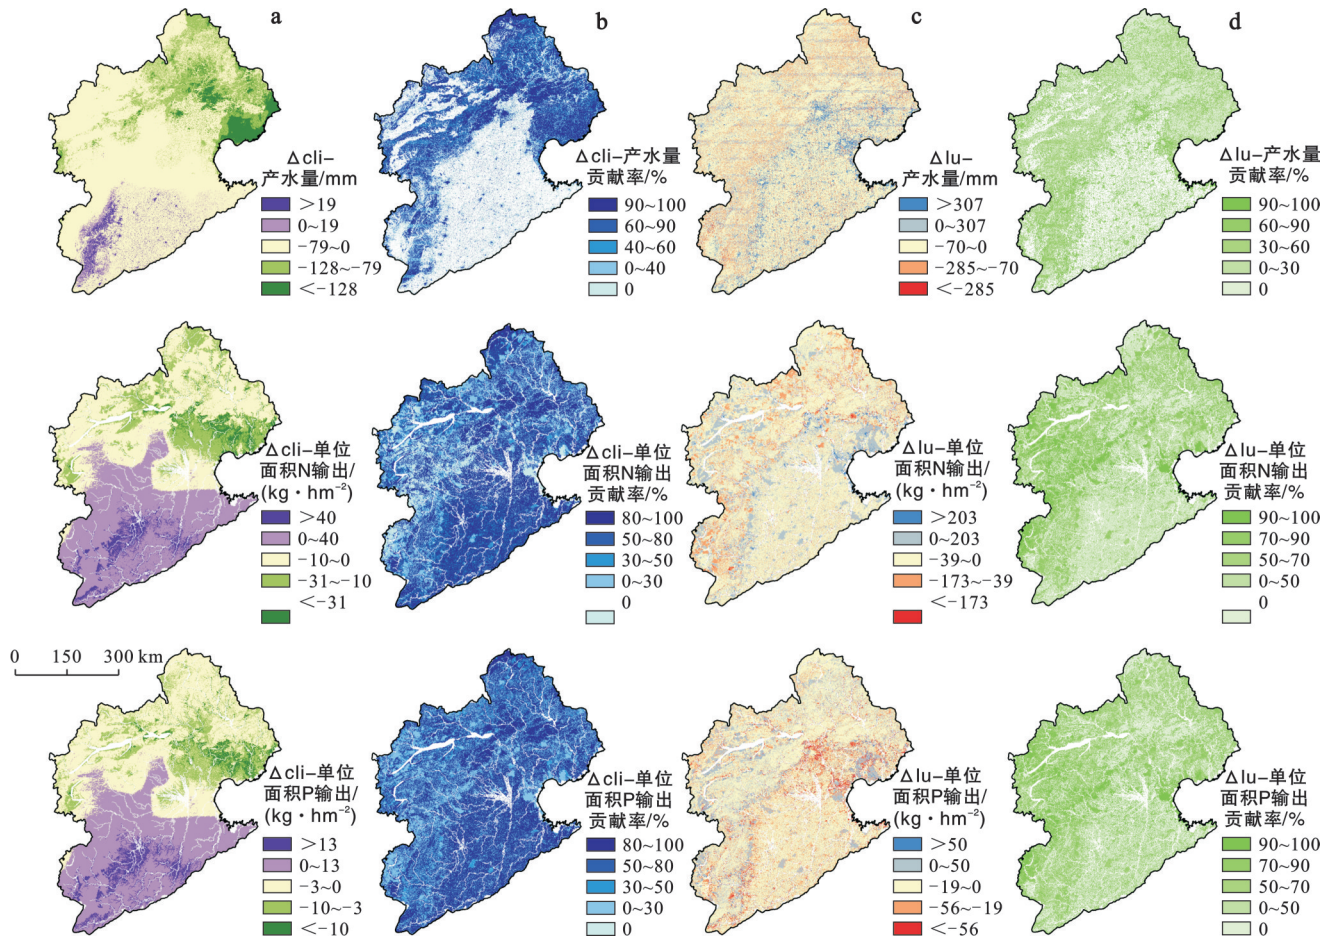 a
b
c
d
Δcli-
产水量/mm
>19
0~19
-79~0
-128~-79
<-128
Δcli-产水量
贡献率/%
90~100
60~90
40~60
0~40
0
Δlu-
产水量/mm
>307
0~307
-70~0
-285~-70
<-285
Δlu-产水量
贡献率/%
90~100
60~90
30~60
0~30
0
Δcli-单位
面积N输出/
(kg·hm⁻²)
>40
0~40
-10~0
-31~-10
<-31
Δcli-单位
面积N输出
贡献率/%
80~100
50~80
30~50
0~30
0
Δlu-单位
面积N输出/
(kg·hm⁻²)
>203
0~203
-39~0
-173~-39
<-173
Δlu-单位
面积N输出
贡献率/%
90~100
70~90
50~70
0~50
0
0 150 300 km
Δcli-单位
面积P输出/
(kg·hm⁻²)
>13
0~13
-3~0
-10~-3
<-10
Δcli-单位
面积P输出
贡献率/%
80~100
50~80
30~50
0~30
0
Δlu-单位
面积P输出/
(kg·hm⁻²)
>50
0~50
-19~0
-56~-19
<-56
Δlu-单位
面积P输出
贡献率/%
90~100
70~90
50~70
0~50
0